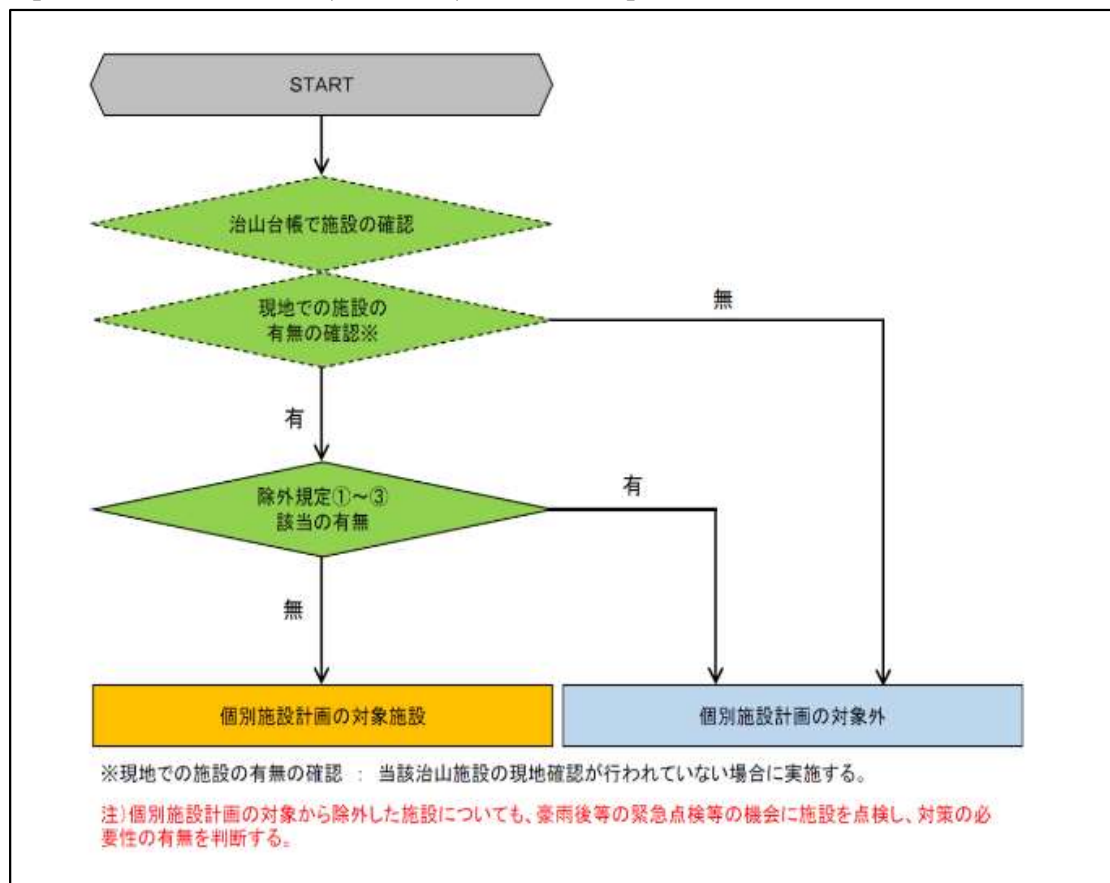 START
治山台帳で施設の確認
現地での施設の
有無の確認※
無
有
除外規定①～③
該当の有無
有
無
個別施設計画の対象施設
個別施設計画の対象外
※現地での施設の有無の確認 ： 当該治山施設の現地確認が行われていない場合に実施する。
注）個別施設計画の対象から除外した施設についても、豪雨後等の緊急点検等の機会に施設を点検し、対策の必
要性の有無を判断する。